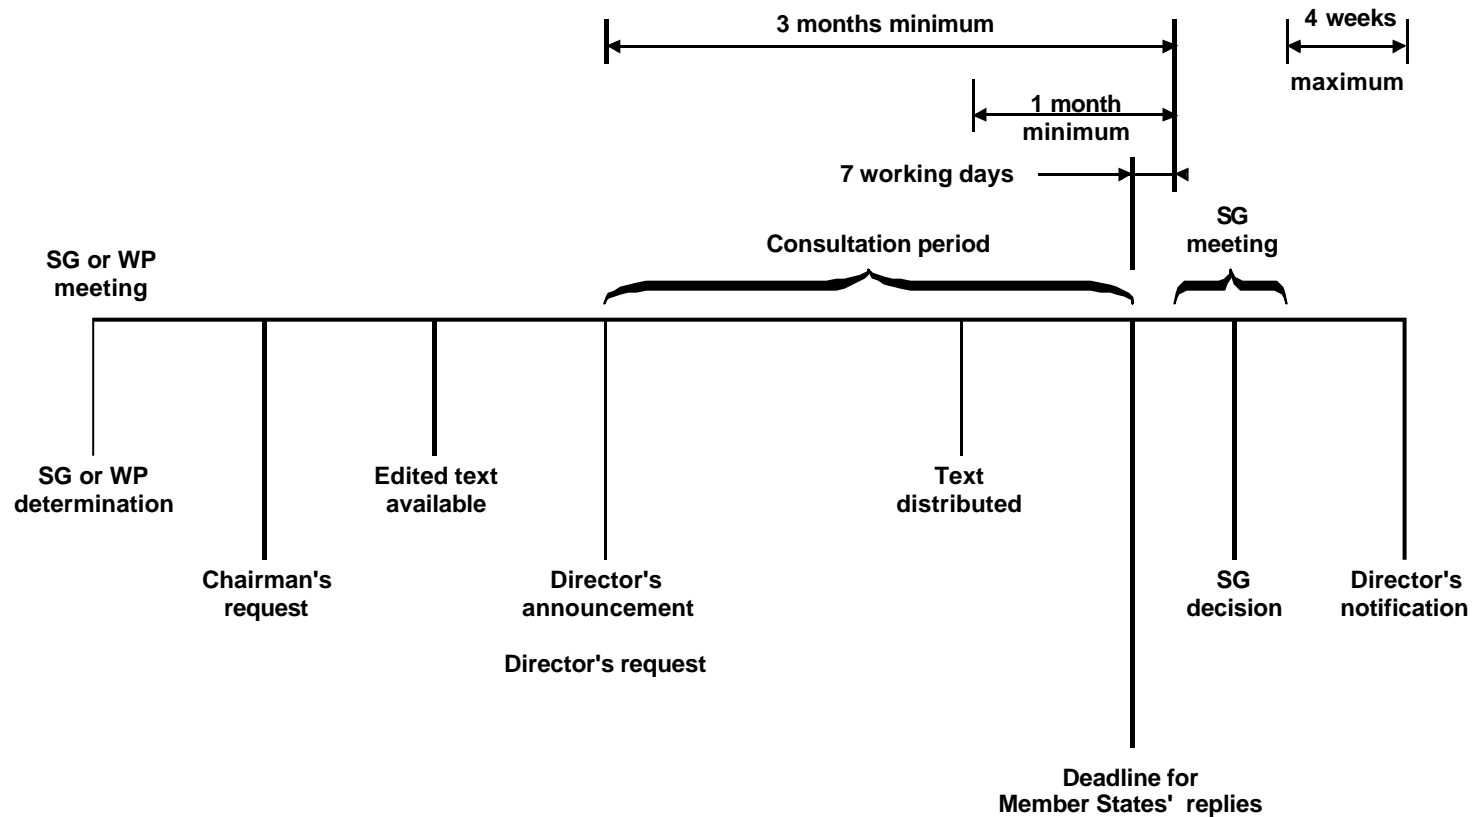 3 months minimum
4 weeks
maximum
1 month
minimum
7 working days
SG
meeting
Consultation period
SG or WP
meeting
SG or WP
determination
Edited text
available
Text
distributed
Chairman's
request
Director's
announcement
SG
decision
Director's
notification
Director's request
Deadline for
Member States' replies